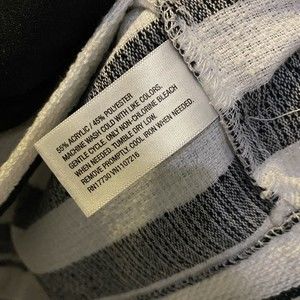 55% ACRYLIC / 45% POLYESTER
MACHINE WASH COLD WITH LIKE COLORS.
GENTLE CYCLE. ONLY NON-CHLORINE BLEACH
WHEN NEEDED. TUMBLE DRY LOW.
REMOVE PROMPTLY. COOL IRON WHEN NEEDED.
RN17730 VN1107216